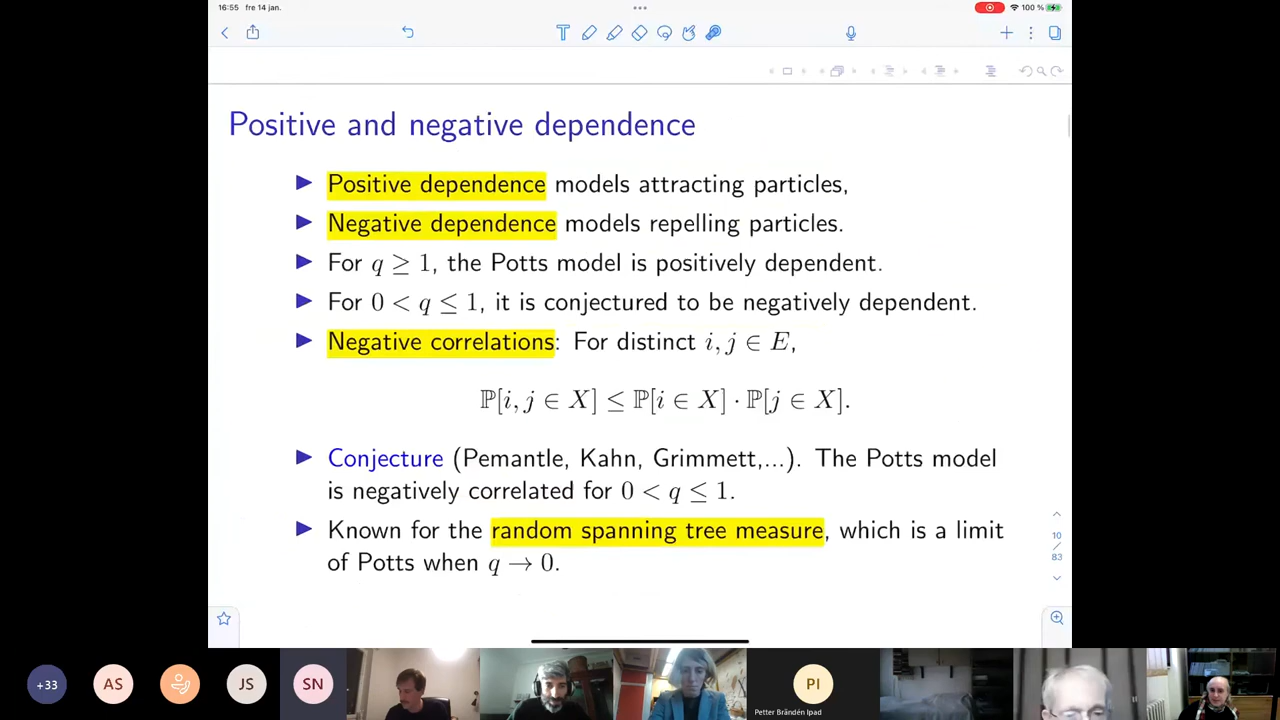 16:55 fre 14 jan.
100 %
Positive and negative dependence
Positive dependence models attracting particles,
Negative dependence models repelling particles.
For q ≥ 1, the Potts model is positively dependent.
For 0 < q ≤ 1, it is conjectured to be negatively dependent.
Negative correlations: For distinct i, j ∈ E,
ℙ[i, j ∈ X] ≤ ℙ[i ∈ X] · ℙ[j ∈ X].
Conjecture (Pemantle, Kahn, Grimmett,...). The Potts model
is negatively correlated for 0 < q ≤ 1.
Known for the random spanning tree measure, which is a limit
of Potts when q → 0.
10
/
83
+33
AS
JS
SN
PI
Petter Brändén Ipad